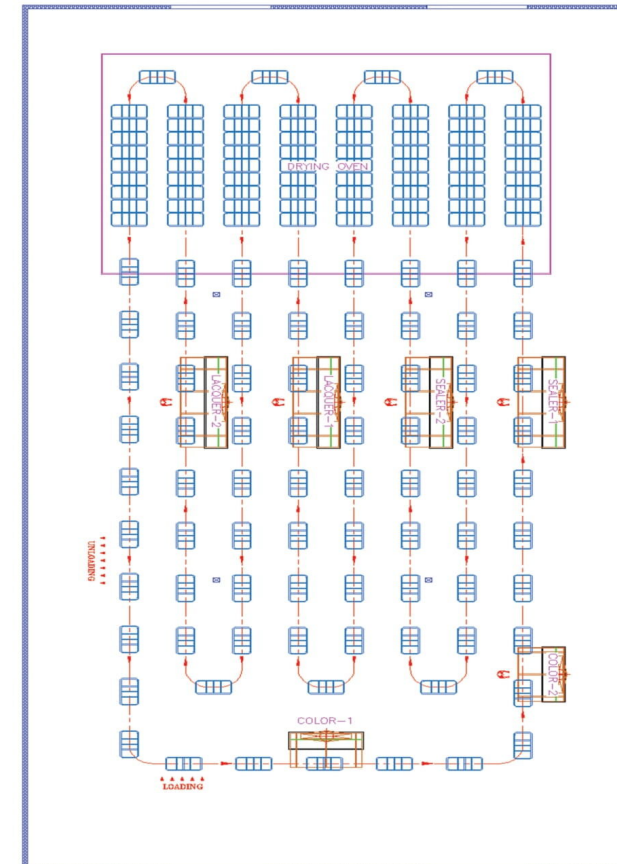 DRYING OVEN
LACQUER-2
LACQUER-1
SEALER-2
SEALER-1
UNLOADING
COLOR-2
COLOR-1
LOADING